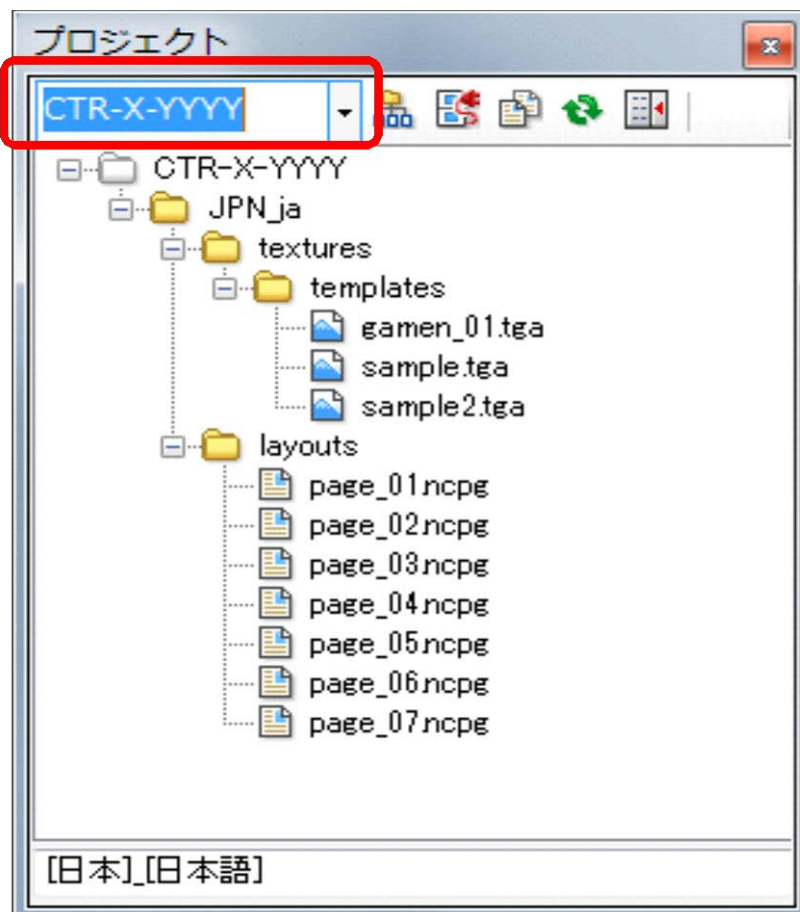 プロジェクト
CTR-X-YYYY
CTR-X-YYYY
JPN_ja
textures
templates
gamen_01.tga
sample.tga
sample2.tga
layouts
page_01.ncpg
page_02.ncpg
page_03.ncpg
page_04.ncpg
page_05.ncpg
page_06.ncpg
page_07.ncpg
[日本]_[日本語]